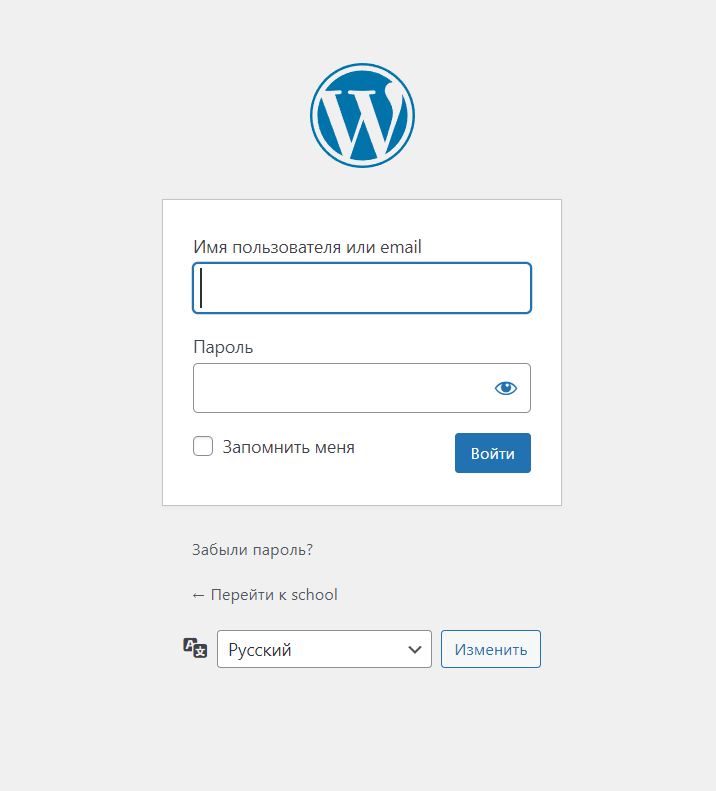 Имя пользователя или email
Пароль
Запомнить меня
Войти
Забыли пароль?
← Перейти к school
Русский
Изменить